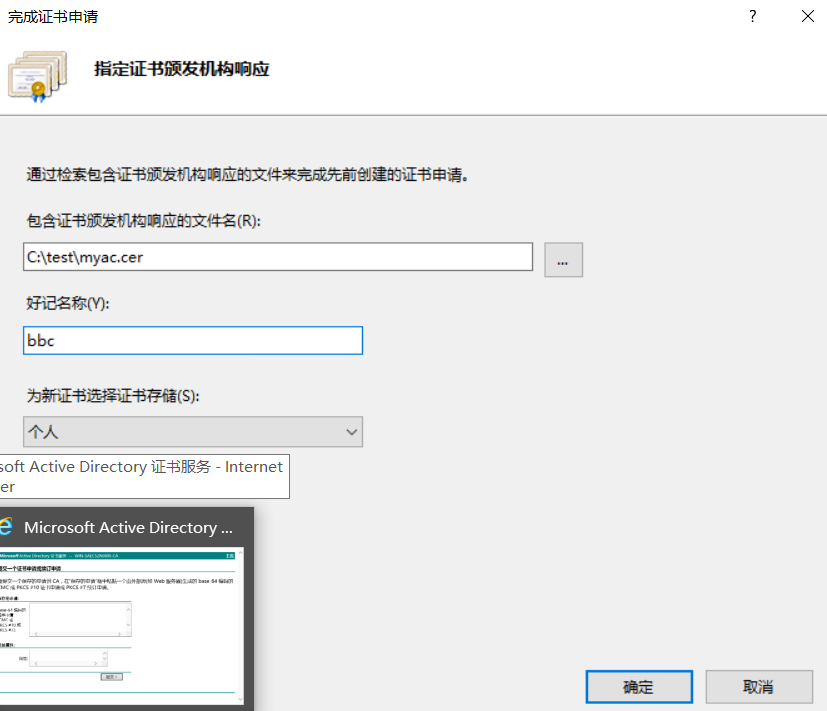 完成证书申请
?
指定证书颁发机构响应
通过检索包含证书颁发机构响应的文件来完成先前创建的证书申请。
包含证书颁发机构响应的文件名(R):
C:\test\myac.cer
...
好记名称(Y):
bbc
为新证书选择证书存储(S):
个人
soft Active Directory 证书服务 - Internet
er
Microsoft Active Directory ...
确定
取消